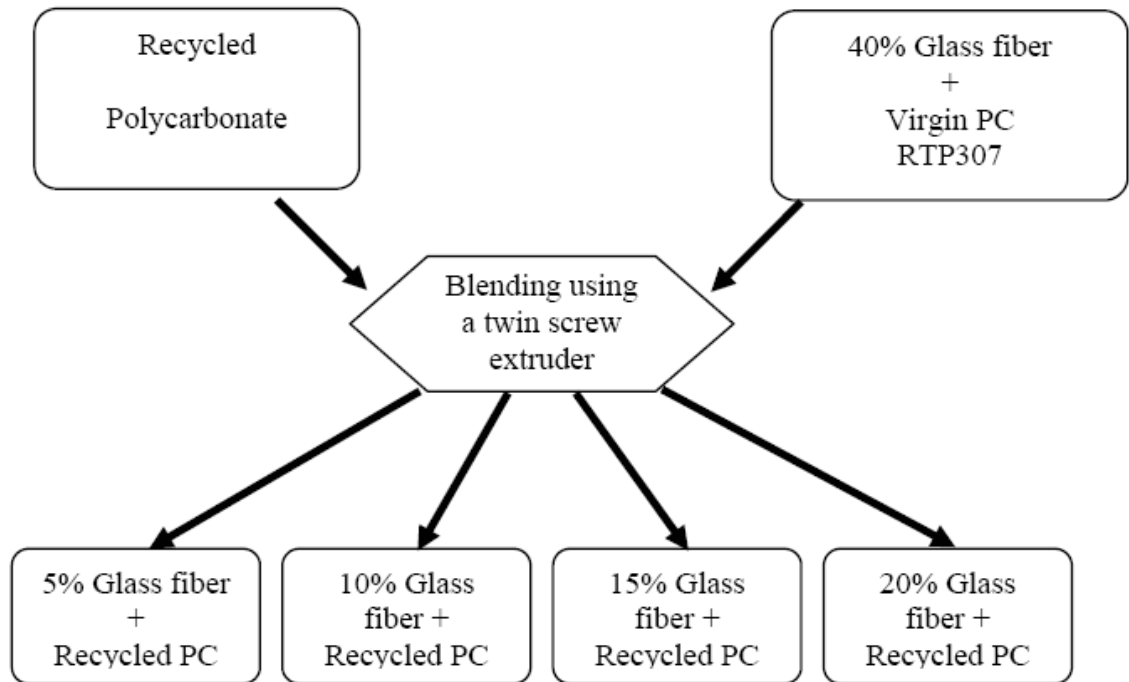 Recycled
Polycarbonate
40% Glass fiber
+
Virgin PC
RTP307
Blending using
a twin screw
extruder
5% Glass fiber
+
Recycled PC
10% Glass
fiber +
Recycled PC
15% Glass
fiber +
Recycled PC
20% Glass
fiber +
Recycled PC